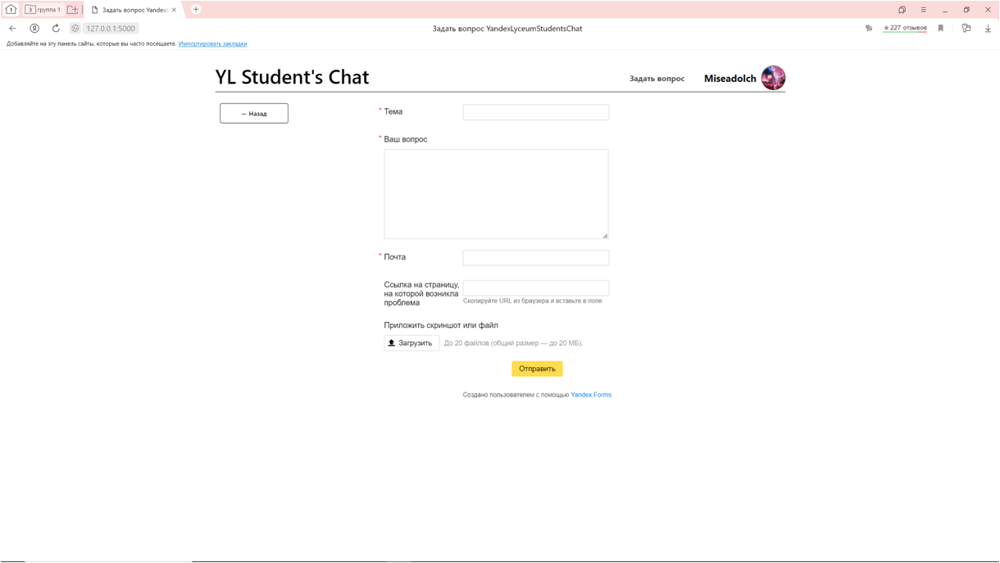 1
3 группа 1
Задать вопрос Yandexl
127.0.0.1:5000
Задать вопрос YandexLyceumStudentsChat
★ 227 отзывов
Добавляйте на эту панель сайты, которые вы часто посещаете. Импортировать закладки
YL Student's Chat
Задать вопрос
Miseadolch
← Назад
* Тема
* Ваш вопрос
* Почта
Ссылка на страницу,
на которой возникла
проблема
Скопируйте URL из браузера и вставьте в поле
Приложить скриншот или файл
Загрузить
До 20 файлов (общий размер — до 20 МБ).
Отправить
Создано пользователем с помощью Yandex Forms